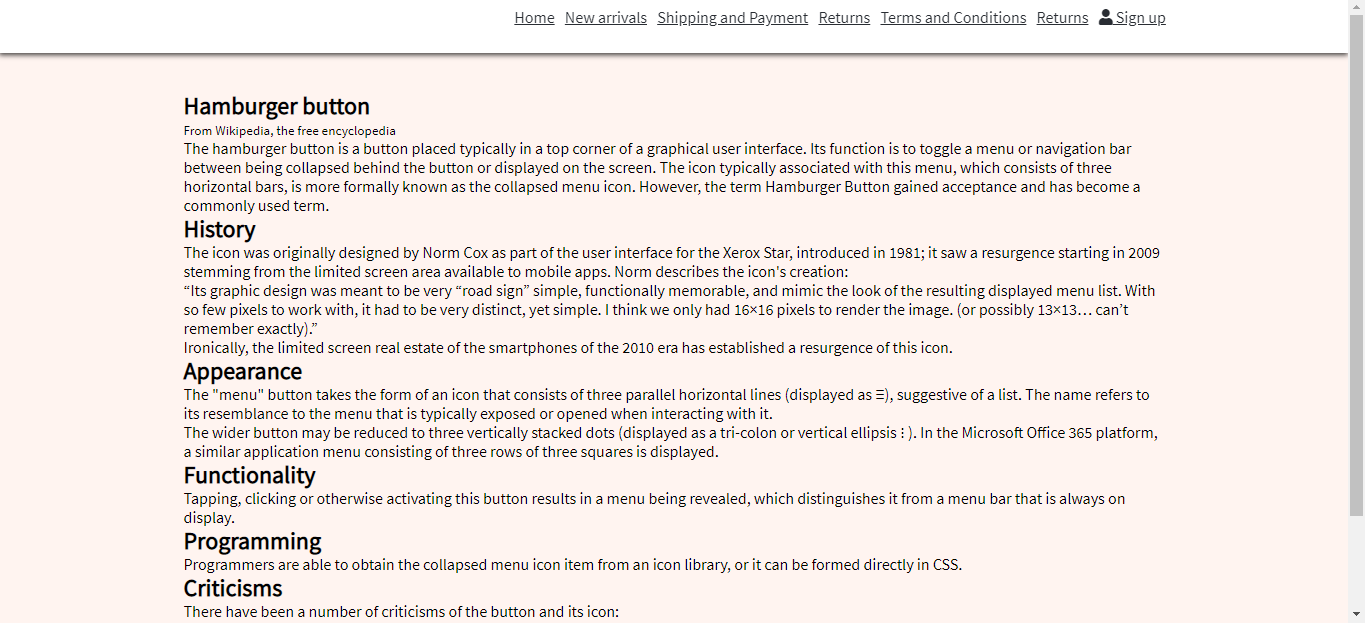 Home New arrivals Shipping and Payment Returns Terms and Conditions Returns Sign up
Hamburger button
From Wikipedia, the free encyclopedia
The hamburger button is a button placed typically in a top corner of a graphical user interface. Its function is to toggle a menu or navigation bar
between being collapsed behind the button or displayed on the screen. The icon typically associated with this menu, which consists of three
horizontal bars, is more formally known as the collapsed menu icon. However, the term Hamburger Button gained acceptance and has become a
commonly used term.
History
The icon was originally designed by Norm Cox as part of the user interface for the Xerox Star, introduced in 1981; it saw a resurgence starting in 2009
stemming from the limited screen area available to mobile apps. Norm describes the icon's creation:
“Its graphic design was meant to be very “road sign” simple, functionally memorable, and mimic the look of the resulting displayed menu list. With
so few pixels to work with, it had to be very distinct, yet simple. I think we only had 16×16 pixels to render the image. (or possibly 13×13… can’t
remember exactly).”
Ironically, the limited screen real estate of the smartphones of the 2010 era has established a resurgence of this icon.
Appearance
The "menu" button takes the form of an icon that consists of three parallel horizontal lines (displayed as ☰), suggestive of a list. The name refers to
its resemblance to the menu that is typically exposed or opened when interacting with it.
The wider button may be reduced to three vertically stacked dots (displayed as a tri-colon or vertical ellipsis ⁝ ). In the Microsoft Office 365 platform,
a similar application menu consisting of three rows of three squares is displayed.
Functionality
Tapping, clicking or otherwise activating this button results in a menu being revealed, which distinguishes it from a menu bar that is always on
display.
Programming
Programmers are able to obtain the collapsed menu icon item from an icon library, or it can be formed directly in CSS.
Criticisms
There have been a number of criticisms of the button and its icon: